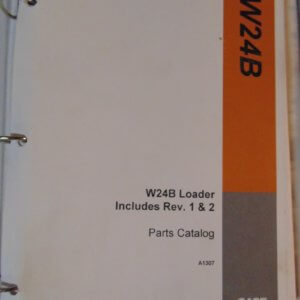 W24B
W24B Loader
Includes Rev. 1 & 2
Parts Catalog
A1307